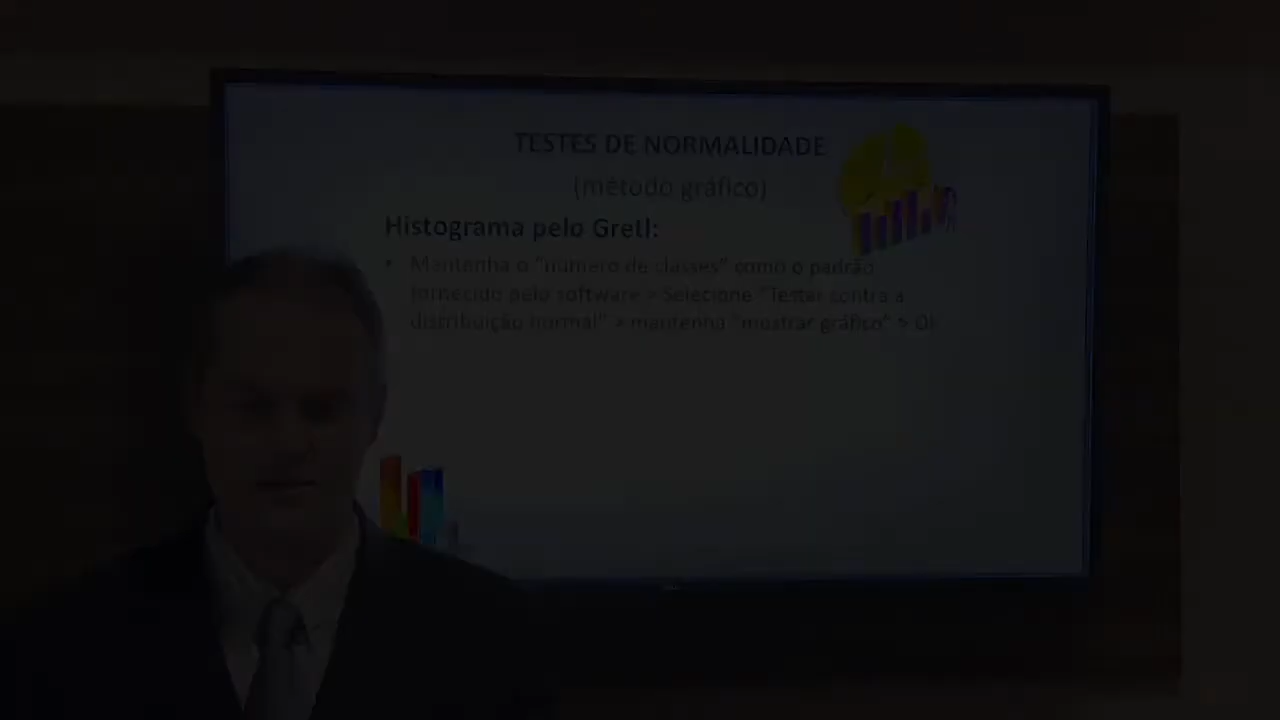 TESTES DE NORMALIDADE
(método gráfico)
Histograma pelo Gretl:
• Mantenha o "número de classes" como o padrão
fornecido pelo software > Selecione "Testar contra a
distribuição normal" > mantenha "mostrar gráfico" > OK